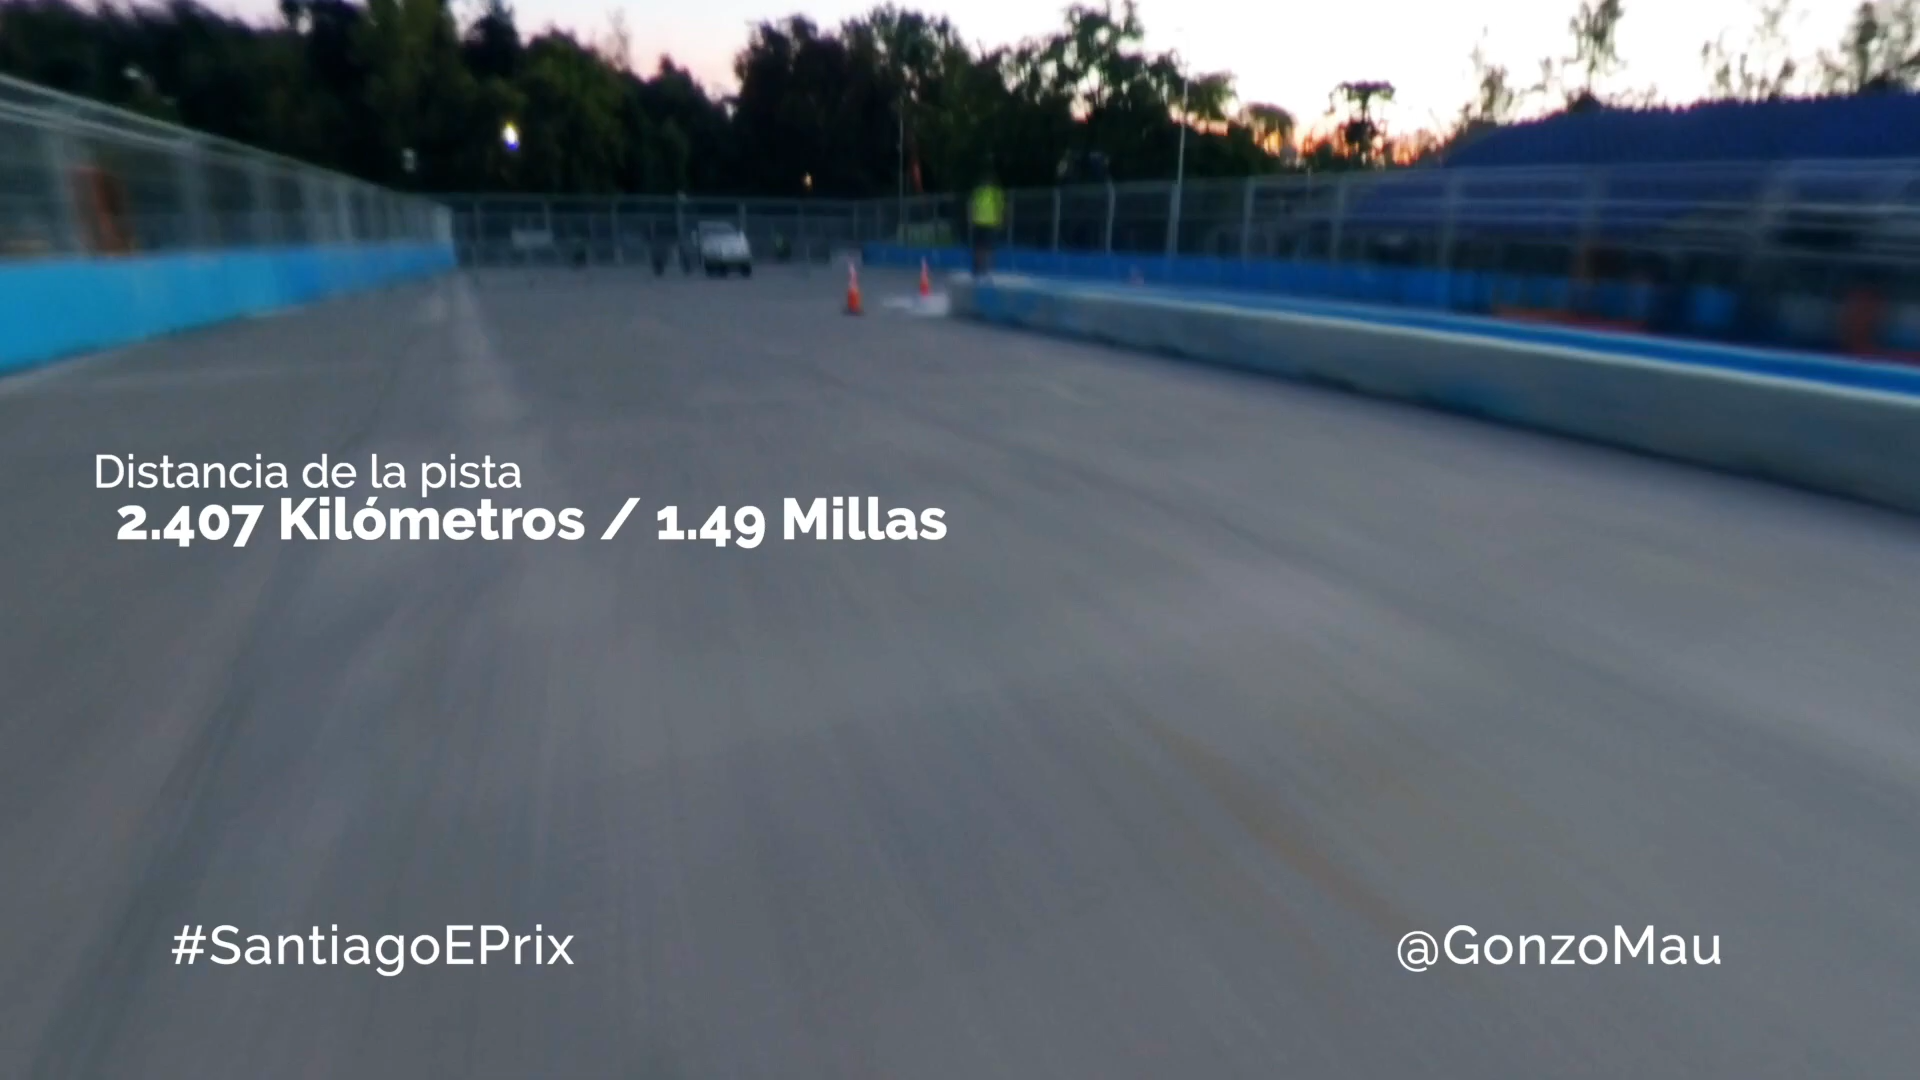 Distancia de la pista
2.407 Kilómetros / 1.49 Millas
#SantiagoEPrix
@GonzoMau